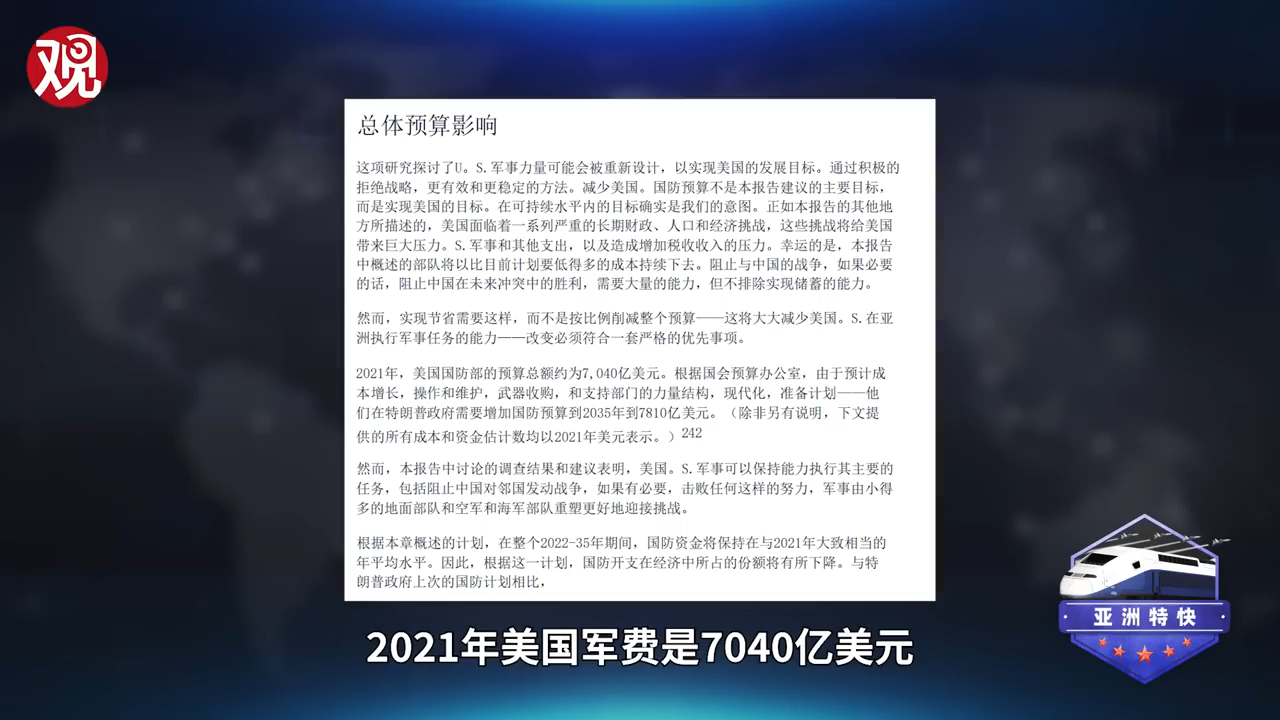 观
总体预算影响
这项研究探讨了U。S.军事力量可能会被重新设计，以实现美国的发展目标。通过积极的
拒绝战略，更有效和更稳定的方法。减少美国。国防预算不是本报告建议的主要目标，
而是实现美国的目标。在可持续水平内的目标确实是我们的意图。正如本报告的其他地
方所描述的，美国面临着一系列严重的长期财政、人口和经济挑战，这些挑战将给美国
带来巨大压力。S.军事和其他支出，以及造成增加税收收入的压力。幸运的是，本报告
中概述的部队将以比目前计划要低得多的成本持续下去。阻止与中国的战争，如果必要
的话，阻止中国在未来冲突中的胜利，需要大量的能力，但不排除实现储蓄的能力。
然而，实现节省需要这样，而不是按比例削减整个预算——这将大大减少美国。S.在亚
洲执行军事任务的能力——改变必须符合一套严格的优先事项。
2021年，美国国防部的预算总额约为7,040亿美元。根据国会预算办公室，由于预计成
本增长，操作和维护，武器收购，和支持部门的力量结构，现代化，准备计划——他
们在特朗普政府需要增加国防预算到2035年到7810亿美元。（除非另有说明，下文提
供的所有成本和资金估计数均以2021年美元表示。）242
然而，本报告中讨论的调查结果和建议表明，美国。S.军事可以保持能力执行其主要的
任务，包括阻止中国对邻国发动战争，如果有必要，击败任何这样的努力，军事由小得
多的地面部队和空军和海军部队重塑更好地迎接挑战。
根据本章概述的计划，在整个2022-35年期间，国防资金将保持在与2021年大致相当的
年平均水平。因此，根据这一计划，国防开支在经济中所占的份额将有所下降。与特
朗普政府上次的国防计划相比，
亚洲特快
2021年美国军费是7040亿美元